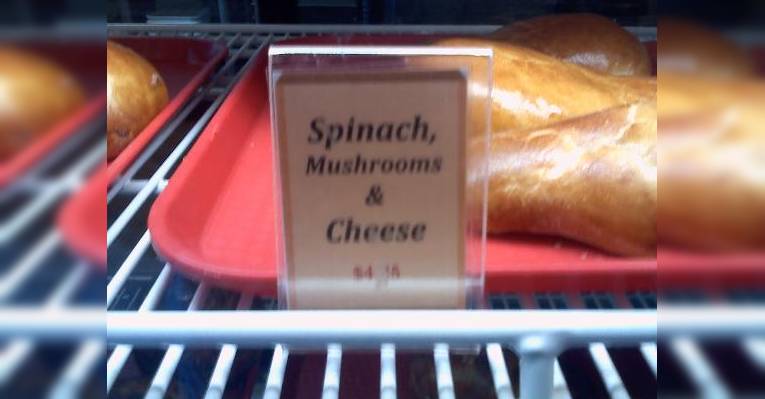 Spinach,
Mushrooms
&
Cheese